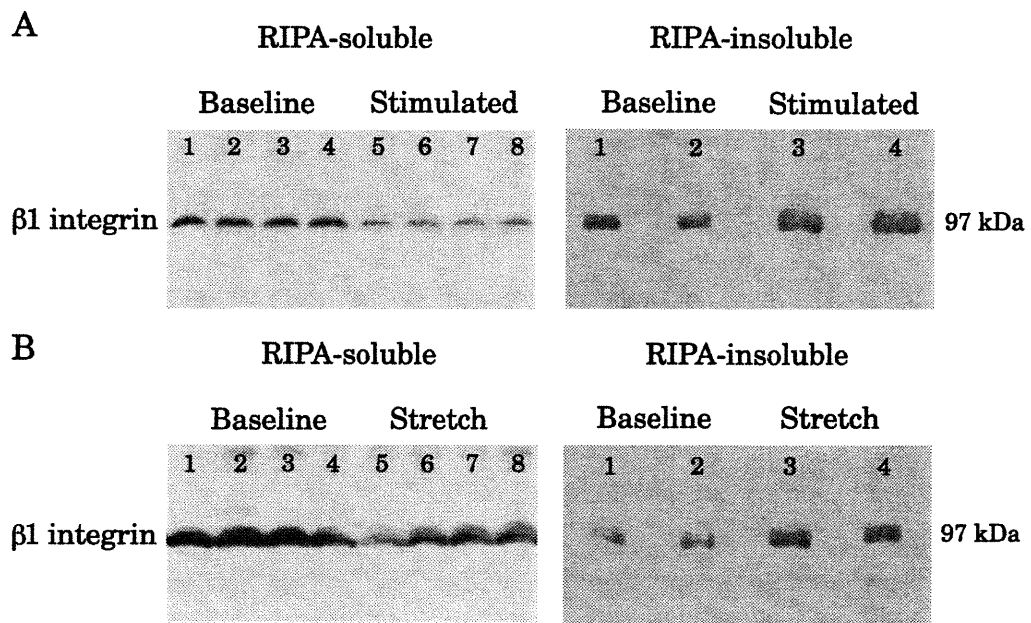 A
RIPA-soluble RIPA-insoluble
Baseline Stimulated Baseline Stimulated
1 2 3 4 5 6 7 8 1 2 3 4
β1 integrin 97 kDa
B
RIPA-soluble RIPA-insoluble
Baseline Stretch Baseline Stretch
1 2 3 4 5 6 7 8 1 2 3 4
β1 integrin 97 kDa